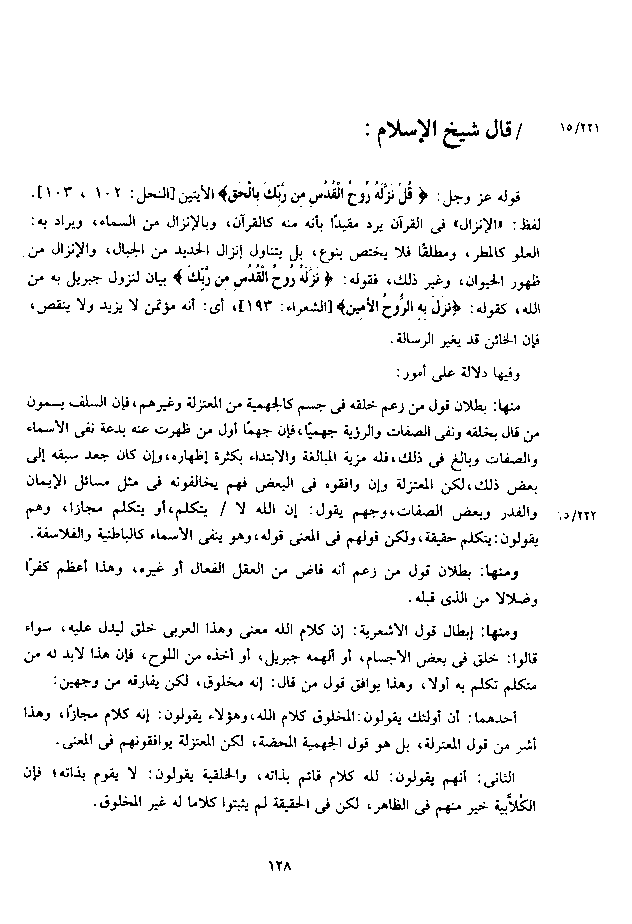 ١٥/٢٢١
/ قال شيخ الإسلام :
قوله عز وجل: ﴿ قُلْ نَزَّلَهُ رُوحُ الْقُدُسِ مِن رَّبِّكَ بِالْحَقِّ﴾ الآيتين [النحل: ١٠٢ ، ١٠٣].
لفظ: «الإنزال» فى القرآن يرد مقيدًا بأنه منه كالقرآن، وبالإنزال من السماء، ويراد به:
العلو كالمطر، ومطلقًا فلا يختص بنوع، بل يتناول إنزال الحديد من الجبال، والإنزال من
ظهور الحيوان، وغير ذلك، فقوله: ﴿ نَزَّلَهُ رُوحُ الْقُدُسِ مِن رَّبِّكَ ﴾ بيان لنزول جبريل به من
الله، كقوله: ﴿نَزَلَ بِهِ الرُّوحُ الأَمِينُ﴾ [الشعراء: ١٩٣]، أى: أنه مؤتمن لا يزيد ولا ينقص،
فإن الخائن قد يغير الرسالة.
وفيها دلالة على أمور:
منها: بطلان قول من زعم خلقه فى جسم كالجهمية من المعتزلة وغيرهم، فإن السلف يسمون
من قال بخلقه ونفى الصفات والرؤية جهميًا، فإن جهمًا أول من ظهرت عنه بدعة نفى الأسماء
والصفات وبالغ فى ذلك، فله مزية المبالغة والابتداء بكثرة إظهاره، وإن كان جعد سبقه إلى
بعض ذلك، لكن المعتزلة وإن وافقوه فى البعض فهم يخالفونه فى مثل مسائل الإيمان
والقدر وبعض الصفات، وجهم يقول: إن الله لا / يتكلم، أو يتكلم مجازا، وهم
١٥/٢٢٢
يقولون: يتكلم حقيقة، ولكن قولهم فى المعنى قوله، وهو ينفى الأسماء كالباطنية والفلاسفة.
ومنها: بطلان قول من زعم أنه فاض من العقل الفعال أو غيره، وهذا أعظم كفرًا
وضلالا من الذى قبله.
ومنها: إبطال قول الأشعرية: إن كلام الله معنى وهذا العربى خلق ليدل عليه، سواء
قالوا: خلق فى بعض الأجسام، أو ألهمه جبريل، أو أخذه من اللوح، فإن هذا لابد له من
متكلم تكلم به أولا، وهذا يوافق قول من قال: إنه مخلوق، لكن يفارقه من وجهين:
أحدهما: أن أولئك يقولون: المخلوق كلام الله، وهؤلاء يقولون: إنه كلام مجازًا، وهذا
أشر من قول المعتزلة، بل هو قول الجهمية المحضة، لكن المعتزلة يوافقونهم فى المعنى.
الثانى: أنهم يقولون: لله كلام قائم بذاته، والخلقية يقولون: لا يقوم بذاته؛ فإن
الكُلاَّبية خير منهم فى الظاهر، لكن فى الحقيقة لم يثبتوا كلاما له غير المخلوق.
١٢٨